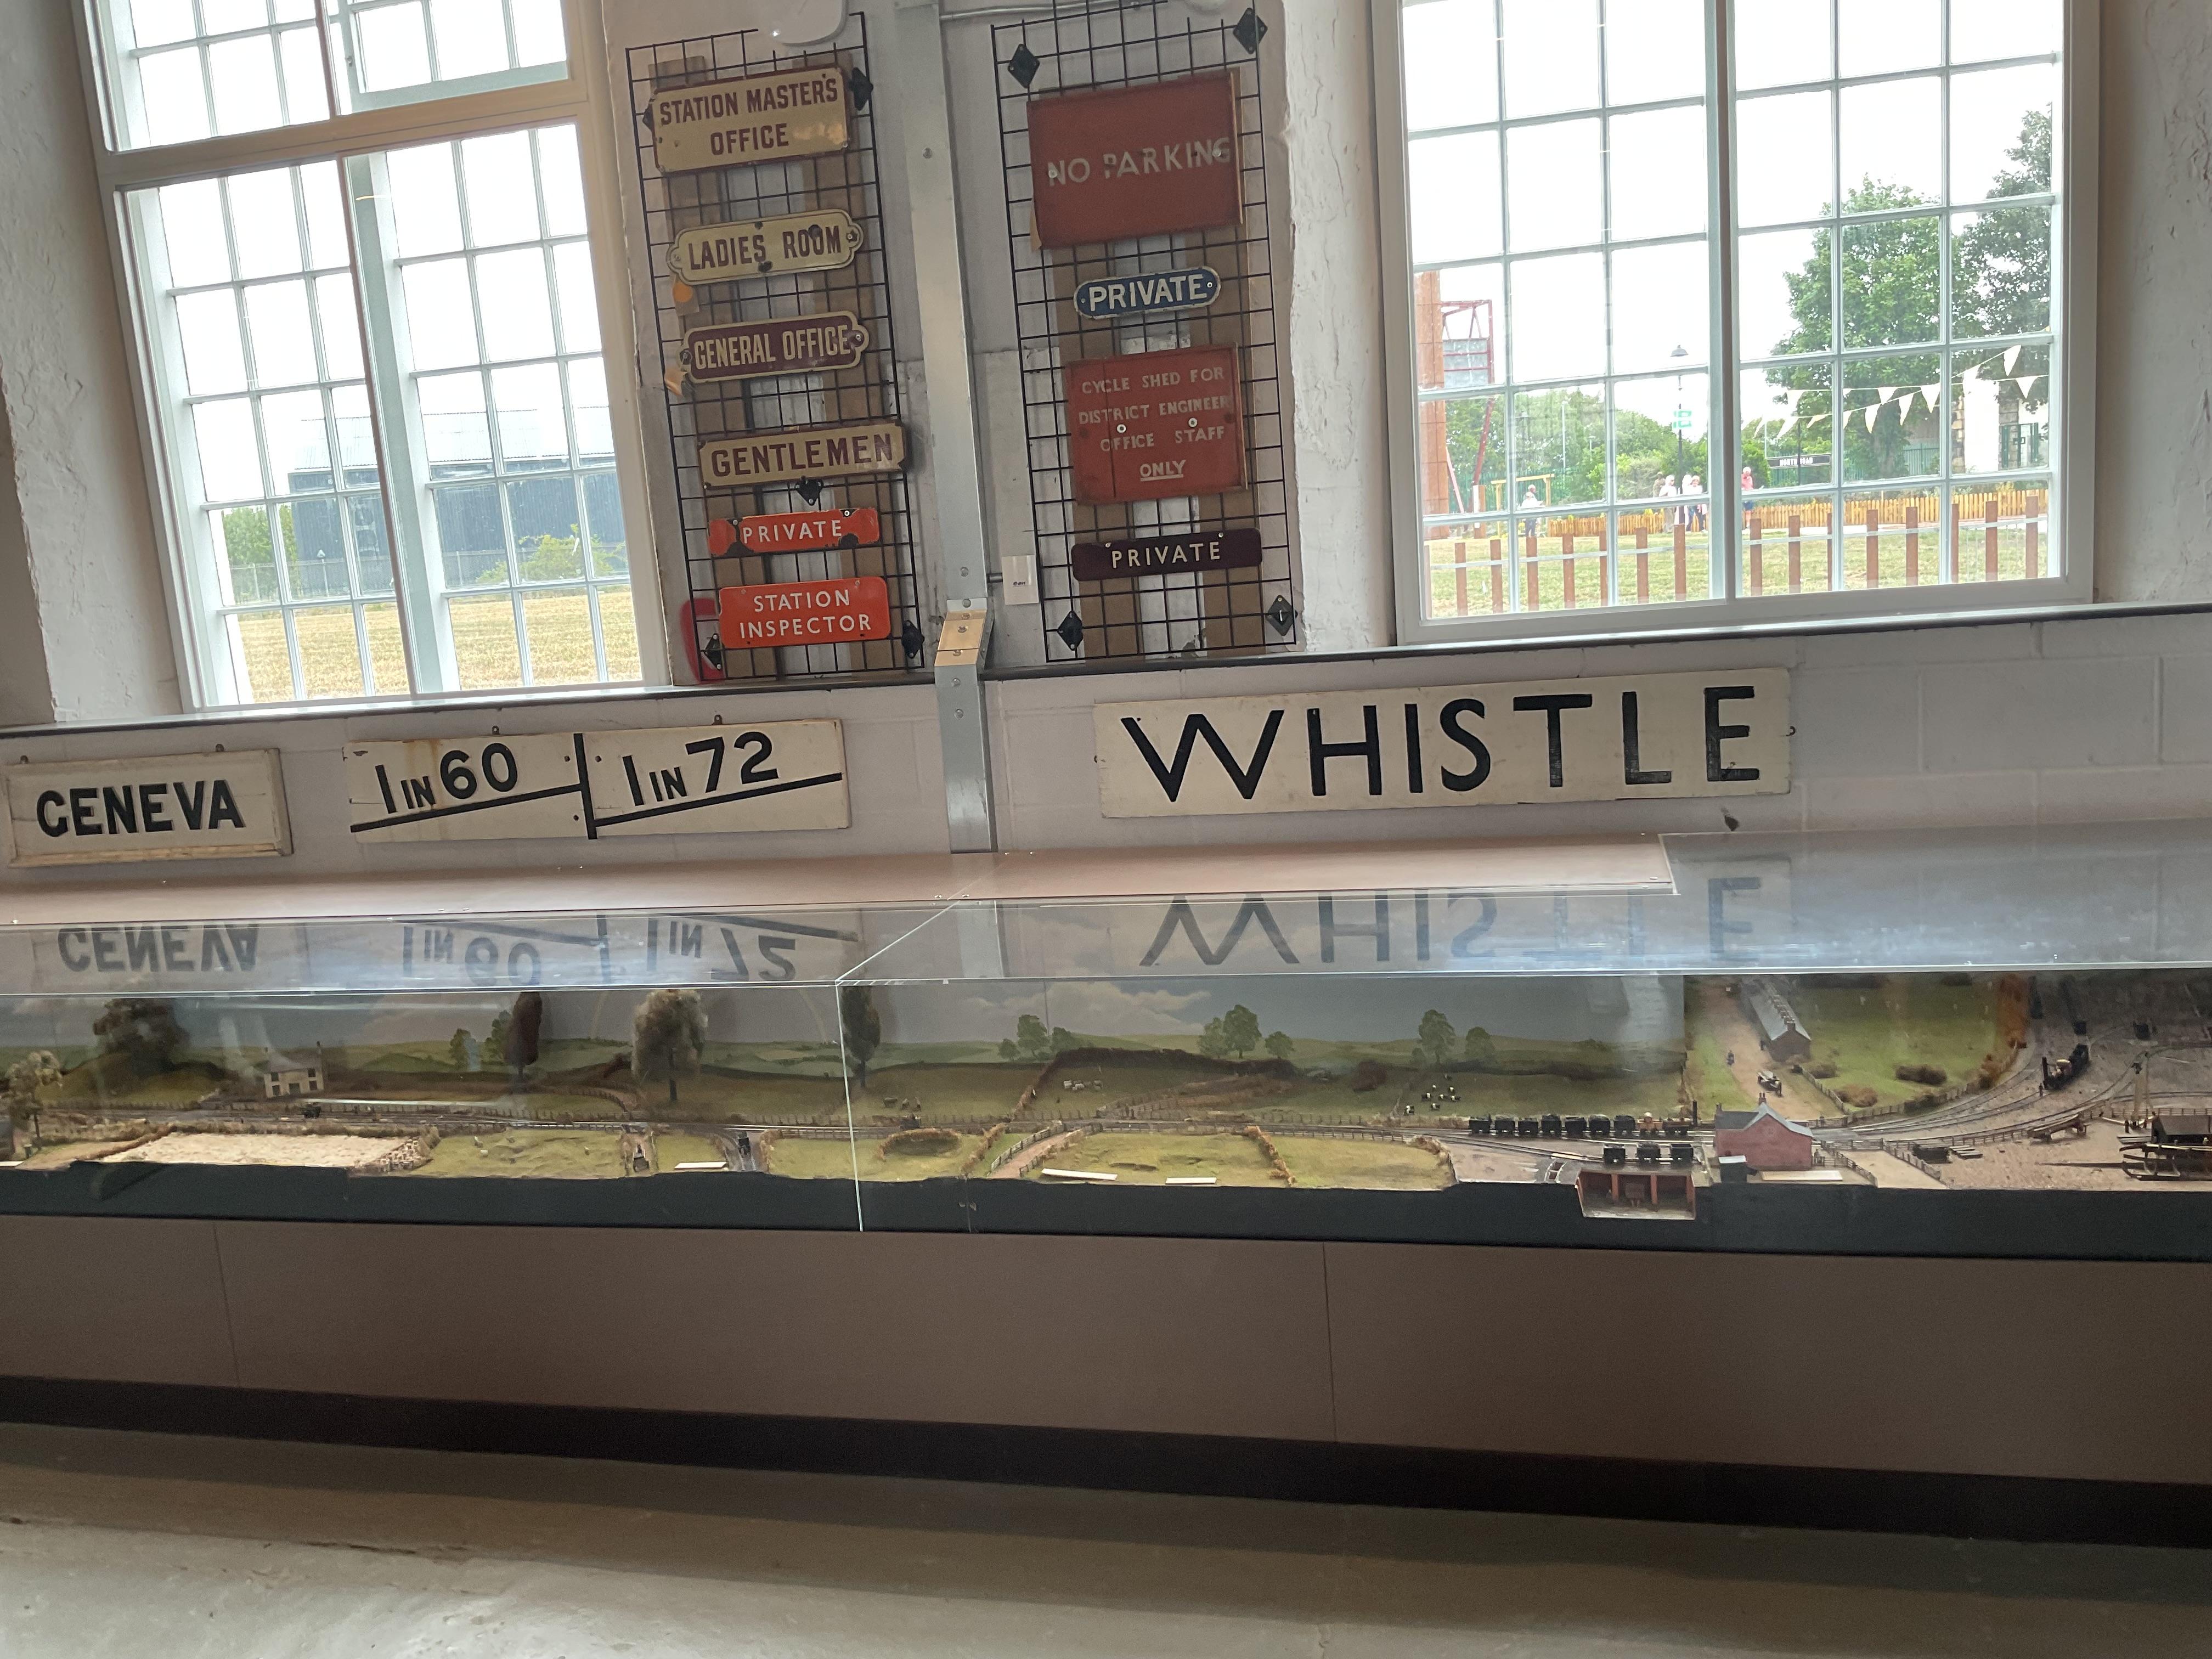 STATION MASTER'S
OFFICE
LADIES ROOM
GENERAL OFFICE
GENTLEMEN
PRIVATE
STATION
INSPECTOR
NO PARKING
PRIVATE
CYCLE SHED FOR
DISTRICT ENGINEER
OFFICE STAFF
ONLY
PRIVATE
GENEVA
1 IN 60
1 IN 72
WHISTLE